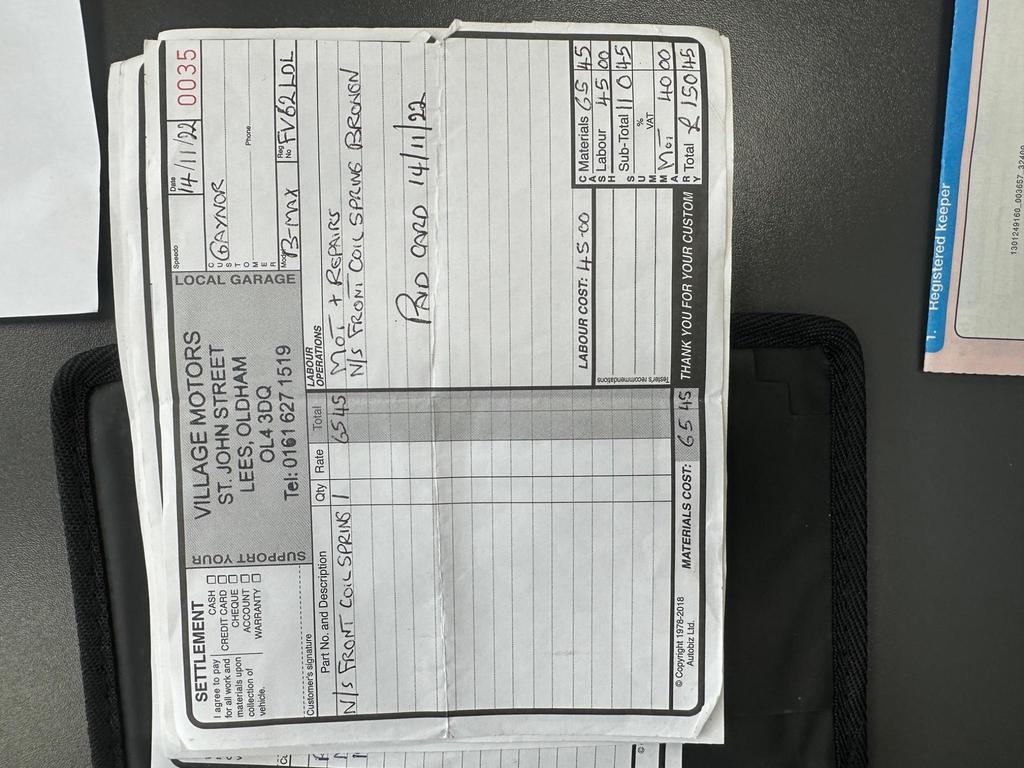 SETTLEMENT
I agree to pay
for all work and
materials upon
collection of
vehicle.
CASH
CREDIT CARD
CHEQUE
ACCOUNT
WARRANTY
Customer's signature
SUPPORT YOUR
LOCAL GARAGE
VILLAGE MOTORS
ST. JOHN STREET
LEES, OLDHAM
OL4 3DQ
Tel: 0161 627 1519
Speedo
Date 14/11/22
0035
CUSTOMER
GAYNOR
Phone
Model B-MAX
Reg No FV62 LDL
Part No. and Description Qty Rate Total
N/S FRONT COIL SPRING 1 65 45
LABOUR
OPERATIONS
MOT + REPAIRS
N/S FRONT COIL SPRING BROKEN
PAID CARD 14/11/22
LABOUR COST: 45-00
Tester's recommendations
CASH SUMMARY
Materials 65 45
Labour 45 00
Sub-Total 110 45
% VAT
MOT 40 00
Total £ 150 45
© Copyright 1978-2018
Autobiz Ltd.
MATERIALS COST: 65 45
THANK YOU FOR YOUR CUSTOM
1. Registered keeper